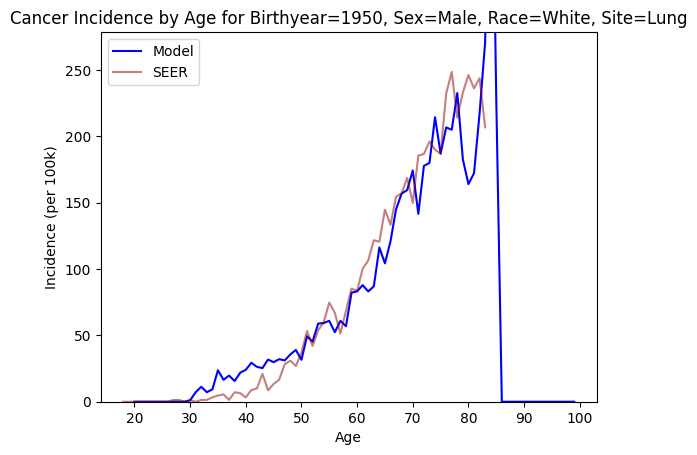 Cancer Incidence by Age for Birthyear=1950, Sex=Male, Race=White, Site=Lung
Model
SEER
Incidence (per 100k)
250
200
150
100
50
0
20 30 40 50 60 70 80 90 100
Age